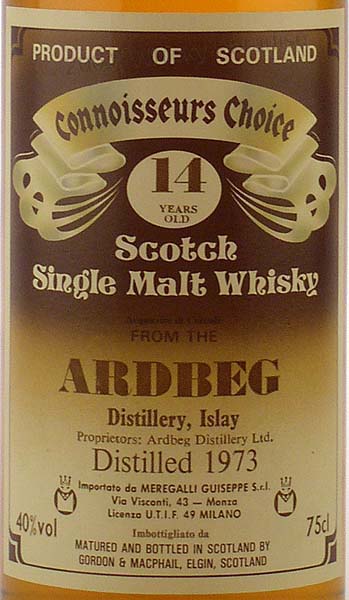 PRODUCT OF SCOTLAND
Connoisseurs Choice
14
YEARS
OLD
Scotch
Single Malt Whisky
FROM THE
ARDBEG
Distillery, Islay
Proprietors: Ardbeg Distillery Ltd.
Distilled 1973
Importato da MEREGALLI GUISEPPE S.r.l.
Via Visconti, 43 — Monza
Licenza U.T.I.F. 49 MILANO
40%vol
75cl
Imbottigliato da
MATURED AND BOTTLED IN SCOTLAND BY
GORDON & MACPHAIL, ELGIN, SCOTLAND